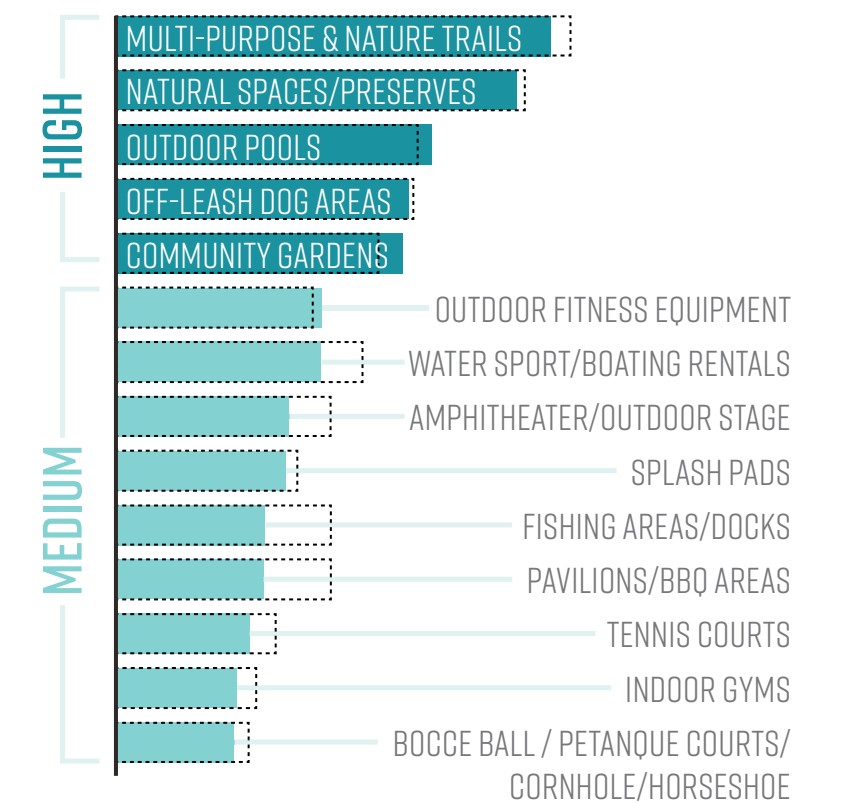 HIGH
MULTI-PURPOSE & NATURE TRAILS
NATURAL SPACES/PRESERVES
OUTDOOR POOLS
OFF-LEASH DOG AREAS
COMMUNITY GARDENS
MEDIUM
OUTDOOR FITNESS EQUIPMENT
WATER SPORT/BOATING RENTALS
AMPHITHEATER/OUTDOOR STAGE
SPLASH PADS
FISHING AREAS/DOCKS
PAVILIONS/BBQ AREAS
TENNIS COURTS
INDOOR GYMS
BOCCE BALL / PETANQUE COURTS/
CORNHOLE/HORSESHOE